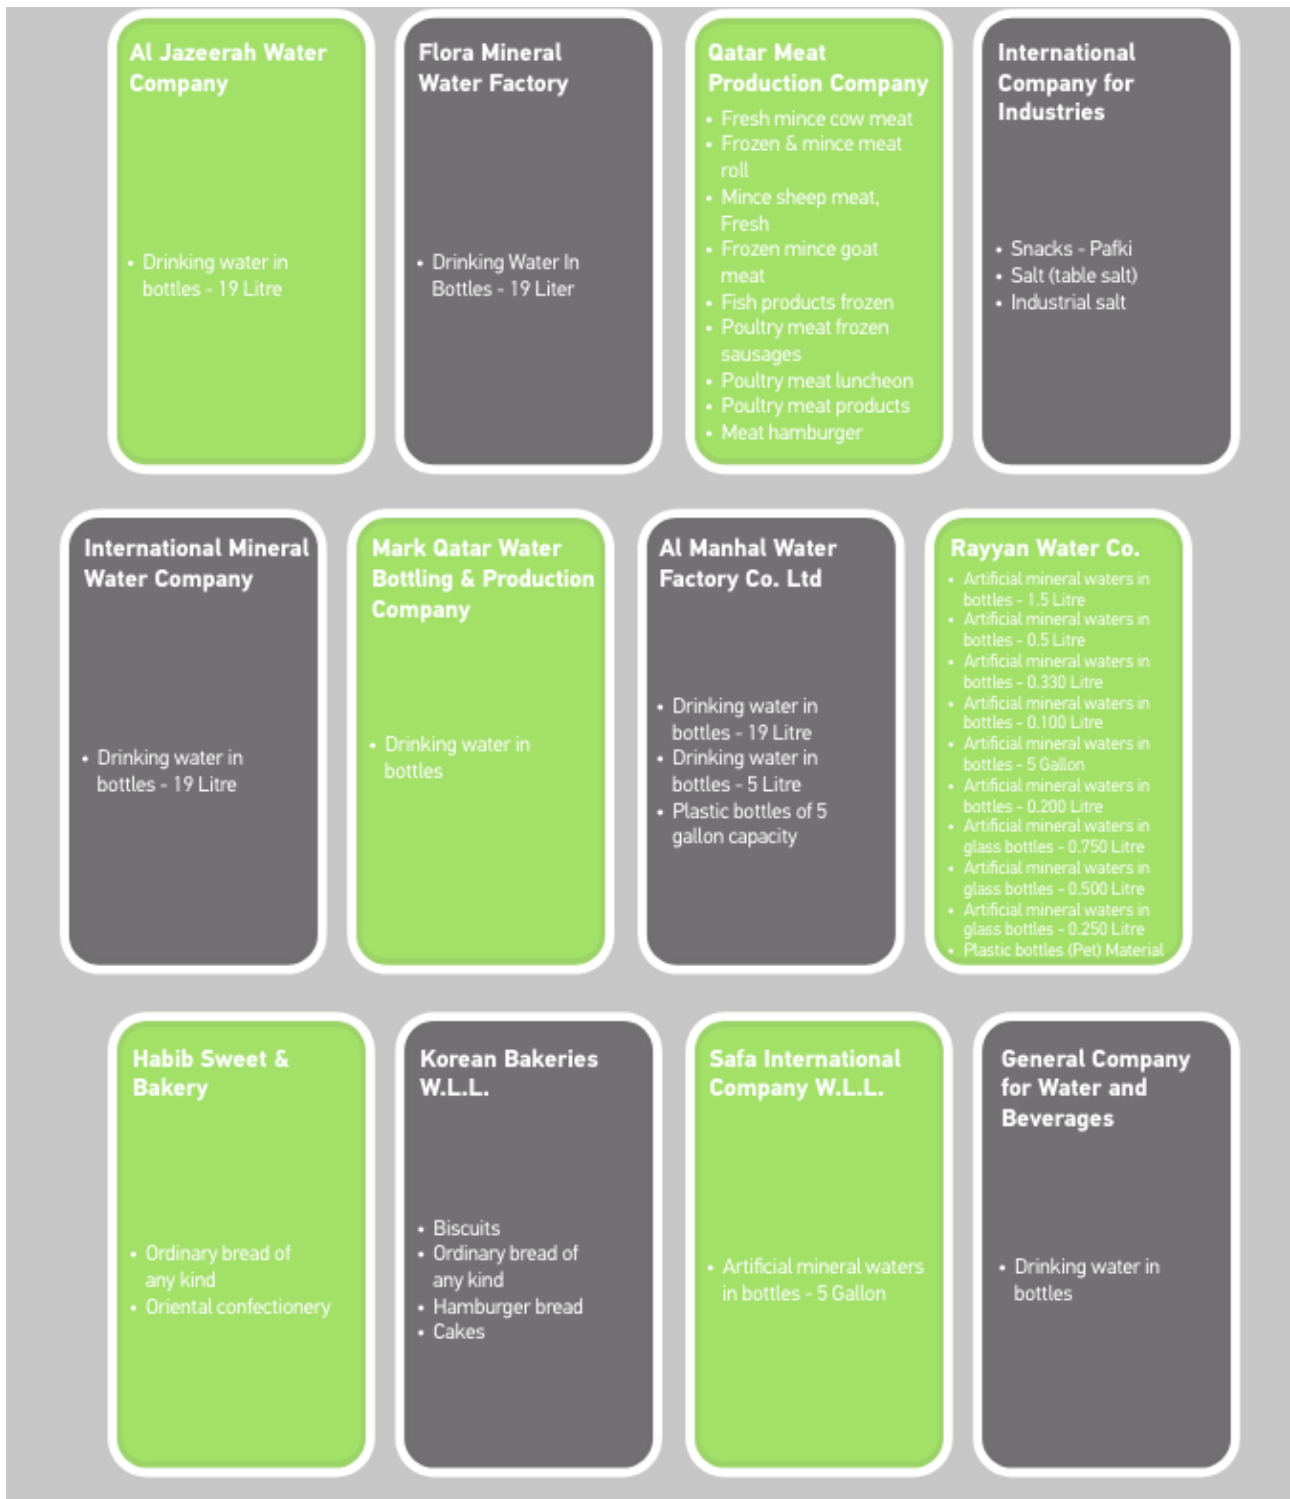 Al Jazeerah Water
Company
• Drinking water in
bottles - 19 Litre
Flora Mineral
Water Factory
• Drinking Water In
Bottles - 19 Liter
Qatar Meat
Production Company
• Fresh mince cow meat
• Frozen & mince meat
roll
• Mince sheep meat,
Fresh
• Frozen mince goat
meat
• Fish products frozen
• Poultry meat frozen
sausages
• Poultry meat luncheon
• Poultry meat products
• Meat hamburger
International
Company for
Industries
• Snacks - Pafki
• Salt (table salt)
• Industrial salt
International Mineral
Water Company
• Drinking water in
bottles - 19 Litre
Mark Qatar Water
Bottling & Production
Company
• Drinking water in
bottles
Al Manhal Water
Factory Co. Ltd
• Drinking water in
bottles - 19 Litre
• Drinking water in
bottles - 5 Litre
• Plastic bottles of 5
gallon capacity
Rayyan Water Co.
• Artificial mineral waters in
bottles - 1.5 Litre
• Artificial mineral waters in
bottles - 0.5 Litre
• Artificial mineral waters in
bottles - 0.330 Litre
• Artificial mineral waters in
bottles - 0.100 Litre
• Artificial mineral waters in
bottles - 5 Gallon
• Artificial mineral waters in
bottles - 0.200 Litre
• Artificial mineral waters in
glass bottles - 0.750 Litre
• Artificial mineral waters in
glass bottles - 0.500 Litre
• Artificial mineral waters in
glass bottles - 0.250 Litre
• Plastic bottles (Pet) Material
Habib Sweet &
Bakery
• Ordinary bread of
any kind
• Oriental confectionery
Korean Bakeries
W.L.L.
• Biscuits
• Ordinary bread of
any kind
• Hamburger bread
• Cakes
Safa International
Company W.L.L.
• Artificial mineral waters
in bottles - 5 Gallon
General Company
for Water and
Beverages
• Drinking water in
bottles